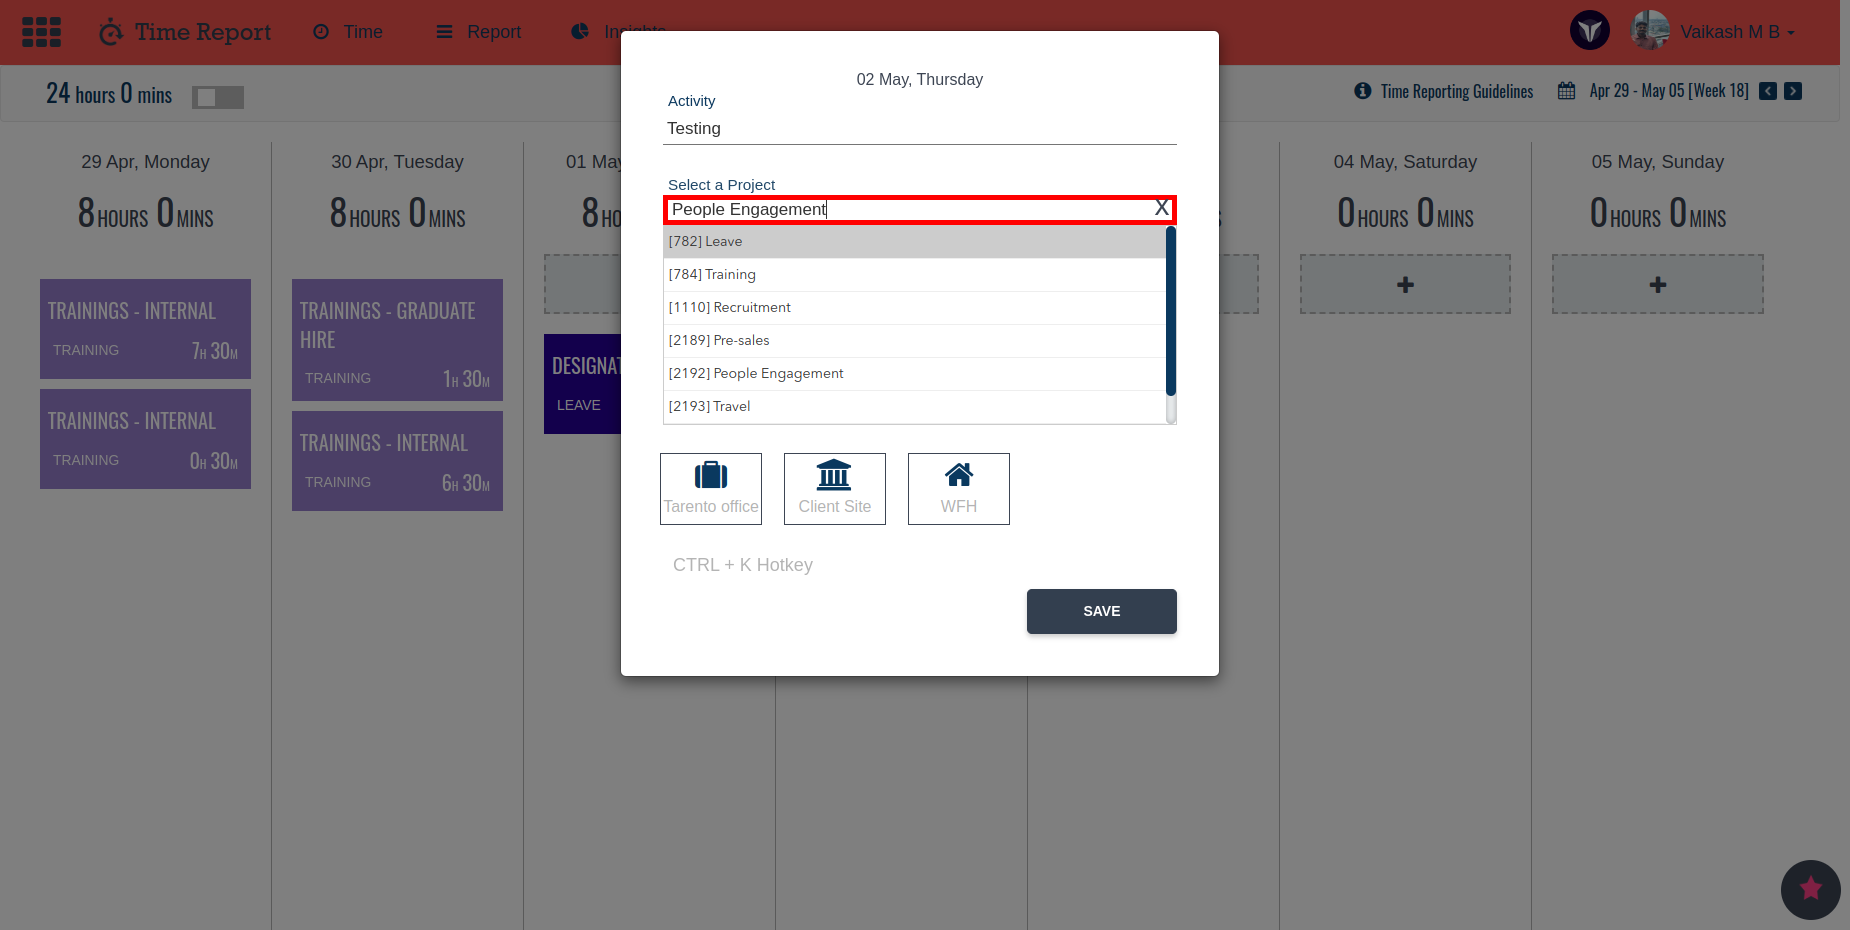 Time Report
Time
Report
Vaikash M B
24 hours 0 mins
Time Reporting Guidelines
Apr 29 - May 05 [Week 18]
29 Apr, Monday
8 HOURS 0 MINS
TRAININGS - INTERNAL
TRAINING
7H 30M
TRAININGS - INTERNAL
TRAINING
0H 30M
30 Apr, Tuesday
8 HOURS 0 MINS
TRAININGS - GRADUATE
HIRE
TRAINING
1H 30M
TRAININGS - INTERNAL
TRAINING
6H 30M
01 May
8
LEAVE
02 May, Thursday
Activity
Testing
Select a Project
People Engagement
X
[782] Leave
[784] Training
[1110] Recruitment
[2189] Pre-sales
[2192] People Engagement
[2193] Travel
Tarento office
Client Site
WFH
CTRL + K Hotkey
SAVE
04 May, Saturday
0 HOURS 0 MINS
05 May, Sunday
0 HOURS 0 MINS